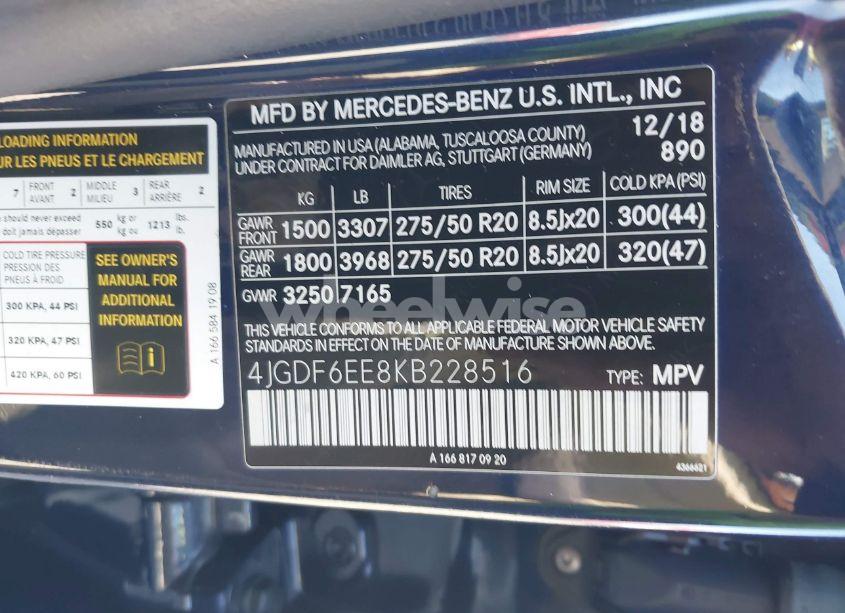 LOADING INFORMATION
UR LES PNEUS ET LE CHARGEMENT
7 FRONT AVANT 2 MIDDLE MILIEU 3 REAR ARRIÈRE 2
should never exceed
doit jamais dépasser 550 kg or kg ou 1213 lbs. lb.
COLD TIRE PRESSURE
PRESSION DES
PNEUS À FROID
300 KPA, 44 PSI
320 KPA, 47 PSI
420 KPA, 60 PSI
SEE OWNER'S
MANUAL FOR
ADDITIONAL
INFORMATION
A 166 584 19 08
MFD BY MERCEDES-BENZ U.S. INTL., INC
MANUFACTURED IN USA (ALABAMA, TUSCALOOSA COUNTY) 12/18
UNDER CONTRACT FOR DAIMLER AG, STUTTGART (GERMANY) 890
KG LB TIRES RIM SIZE COLD KPA (PSI)
GAWR FRONT 1500 3307 275/50 R20 8.5Jx20 300(44)
GAWR REAR 1800 3968 275/50 R20 8.5Jx20 320(47)
GVWR 3250 7165
wheelwise
THIS VEHICLE CONFORMS TO ALL APPLICABLE FEDERAL MOTOR VEHICLE SAFETY
STANDARDS IN EFFECT ON THE DATE OF MANUFACTURE SHOWN ABOVE.
4JGDF6EE8KB228516 TYPE: MPV
A 166 817 09 20
4366621